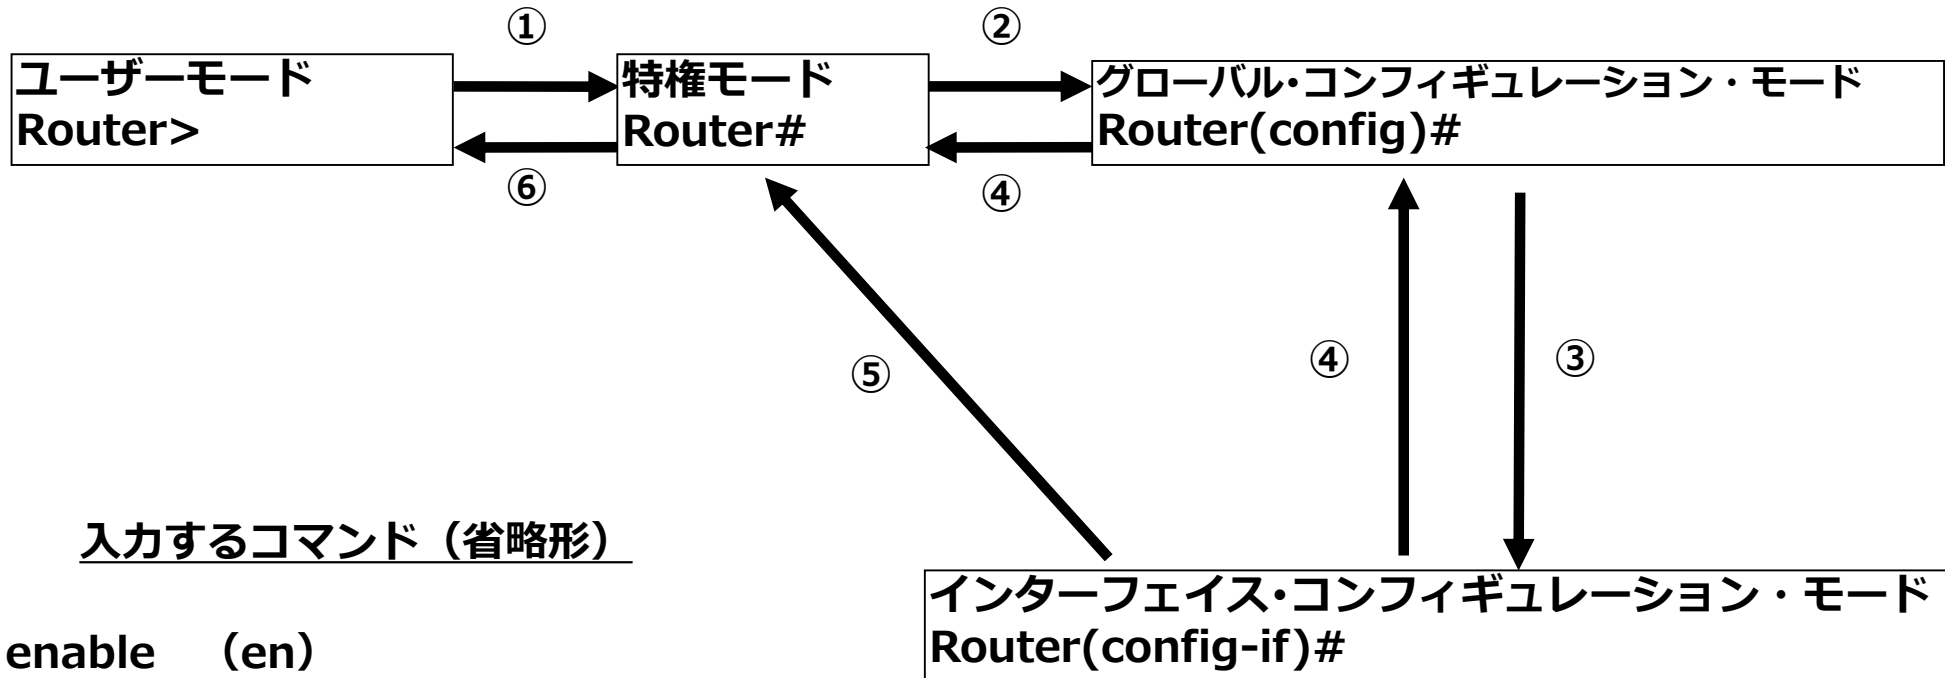 ①
②
ユーザーモード
Router>
特権モード
Router#
グローバル・コンフィギュレーション・モード
Router(config)#
⑥
④
⑤
④
③
入力するコマンド（省略形）
enable （en）
インターフェイス・コンフィギュレーション・モード
Router(config-if)#